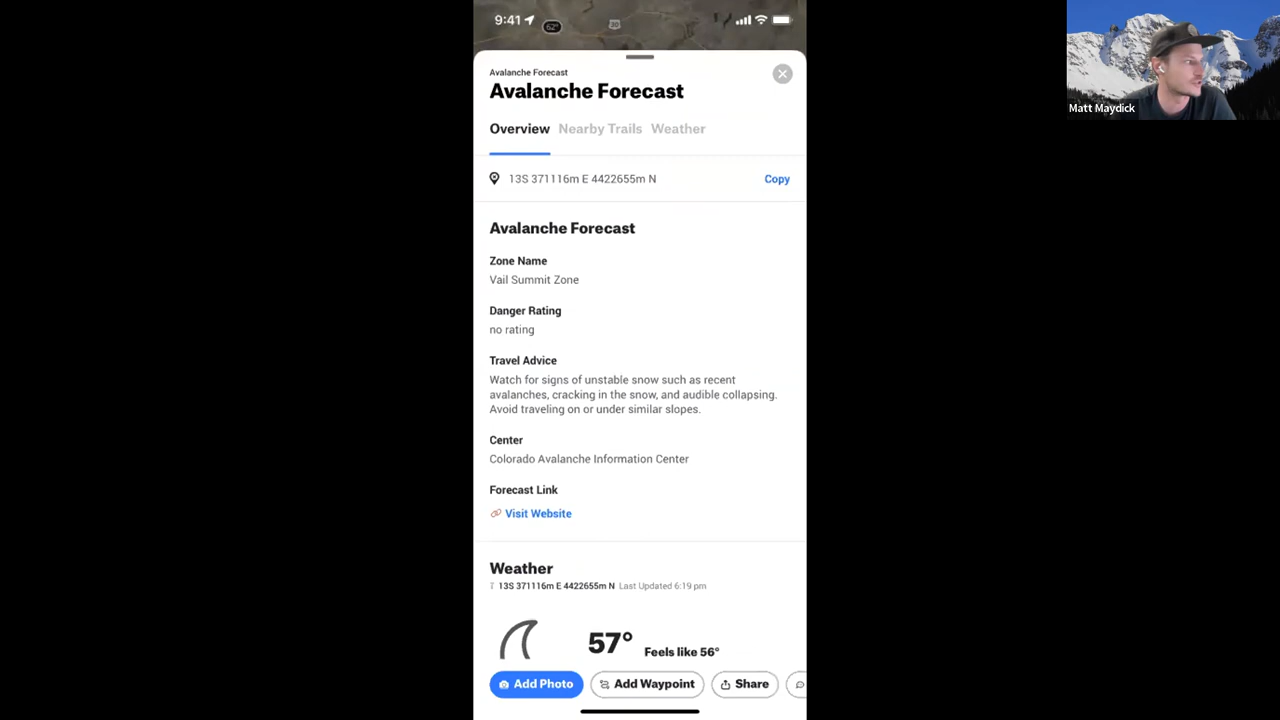 9:41
62°
Avalanche Forecast
Avalanche Forecast
Overview Nearby Trails Weather
13S 371116m E 4422655m N Copy
Avalanche Forecast
Zone Name
Vail Summit Zone
Danger Rating
no rating
Travel Advice
Watch for signs of unstable snow such as recent
avalanches, cracking in the snow, and audible collapsing.
Avoid traveling on or under similar slopes.
Center
Colorado Avalanche Information Center
Forecast Link
Visit Website
Weather
13S 371116m E 4422655m N Last Updated 6:19 pm
57° Feels like 56°
Add Photo Add Waypoint Share
Matt Maydick